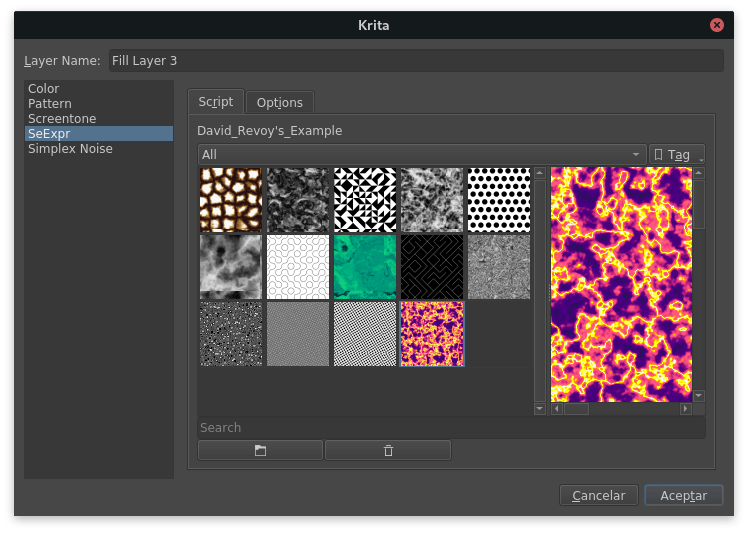 Krita
Layer Name: Fill Layer 3
Color
Pattern
Screentone
SeExpr
Simplex Noise
Script
Options
David_Revoy's_Example
All
Tag
Search
Cancelar
Aceptar